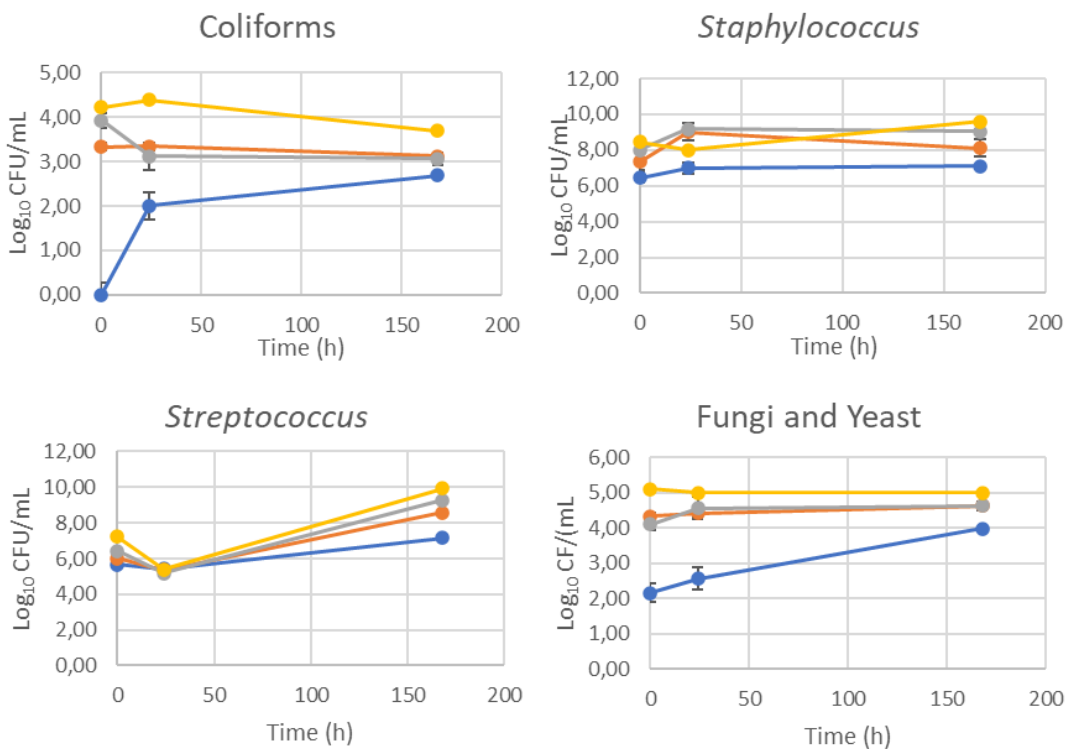 Coliforms
Log₁₀ CFU/mL
5,00
4,00
3,00
2,00
1,00
0,00
0 50 100 150 200
Time (h)
Staphylococcus
Log₁₀ CFU/mL
12,00
10,00
8,00
6,00
4,00
2,00
0,00
0 50 100 150 200
Time (h)
Streptococcus
Log₁₀ CFU/mL
12,00
10,00
8,00
6,00
4,00
2,00
0,00
0 50 100 150 200
Time (h)
Fungi and Yeast
Log₁₀ CF/(mL
6,00
5,00
4,00
3,00
2,00
1,00
0,00
0 50 100 150 200
Time (h)